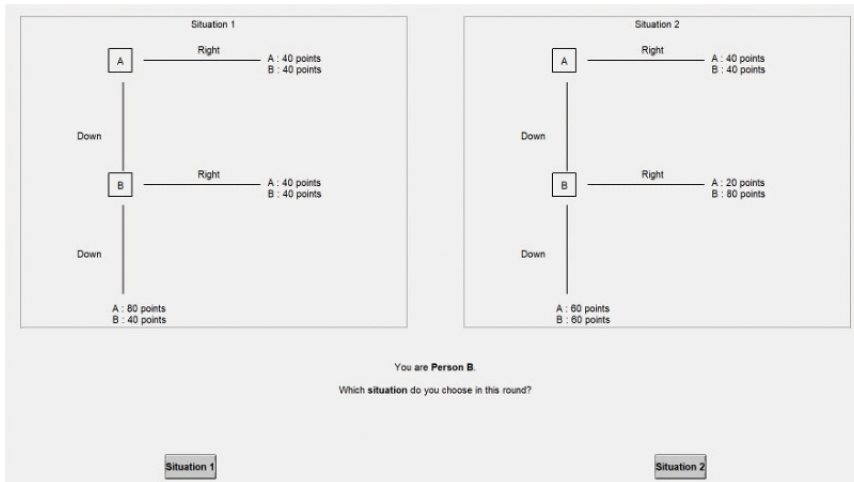 Situation 1
A
Right
A : 40 points
B : 40 points
Down
B
Right
A : 40 points
B : 40 points
Down
A : 80 points
B : 40 points
Situation 2
A
Right
A : 40 points
B : 40 points
Down
B
Right
A : 20 points
B : 80 points
Down
A : 60 points
B : 60 points
You are Person B.
Which situation do you choose in this round?
Situation 1
Situation 2